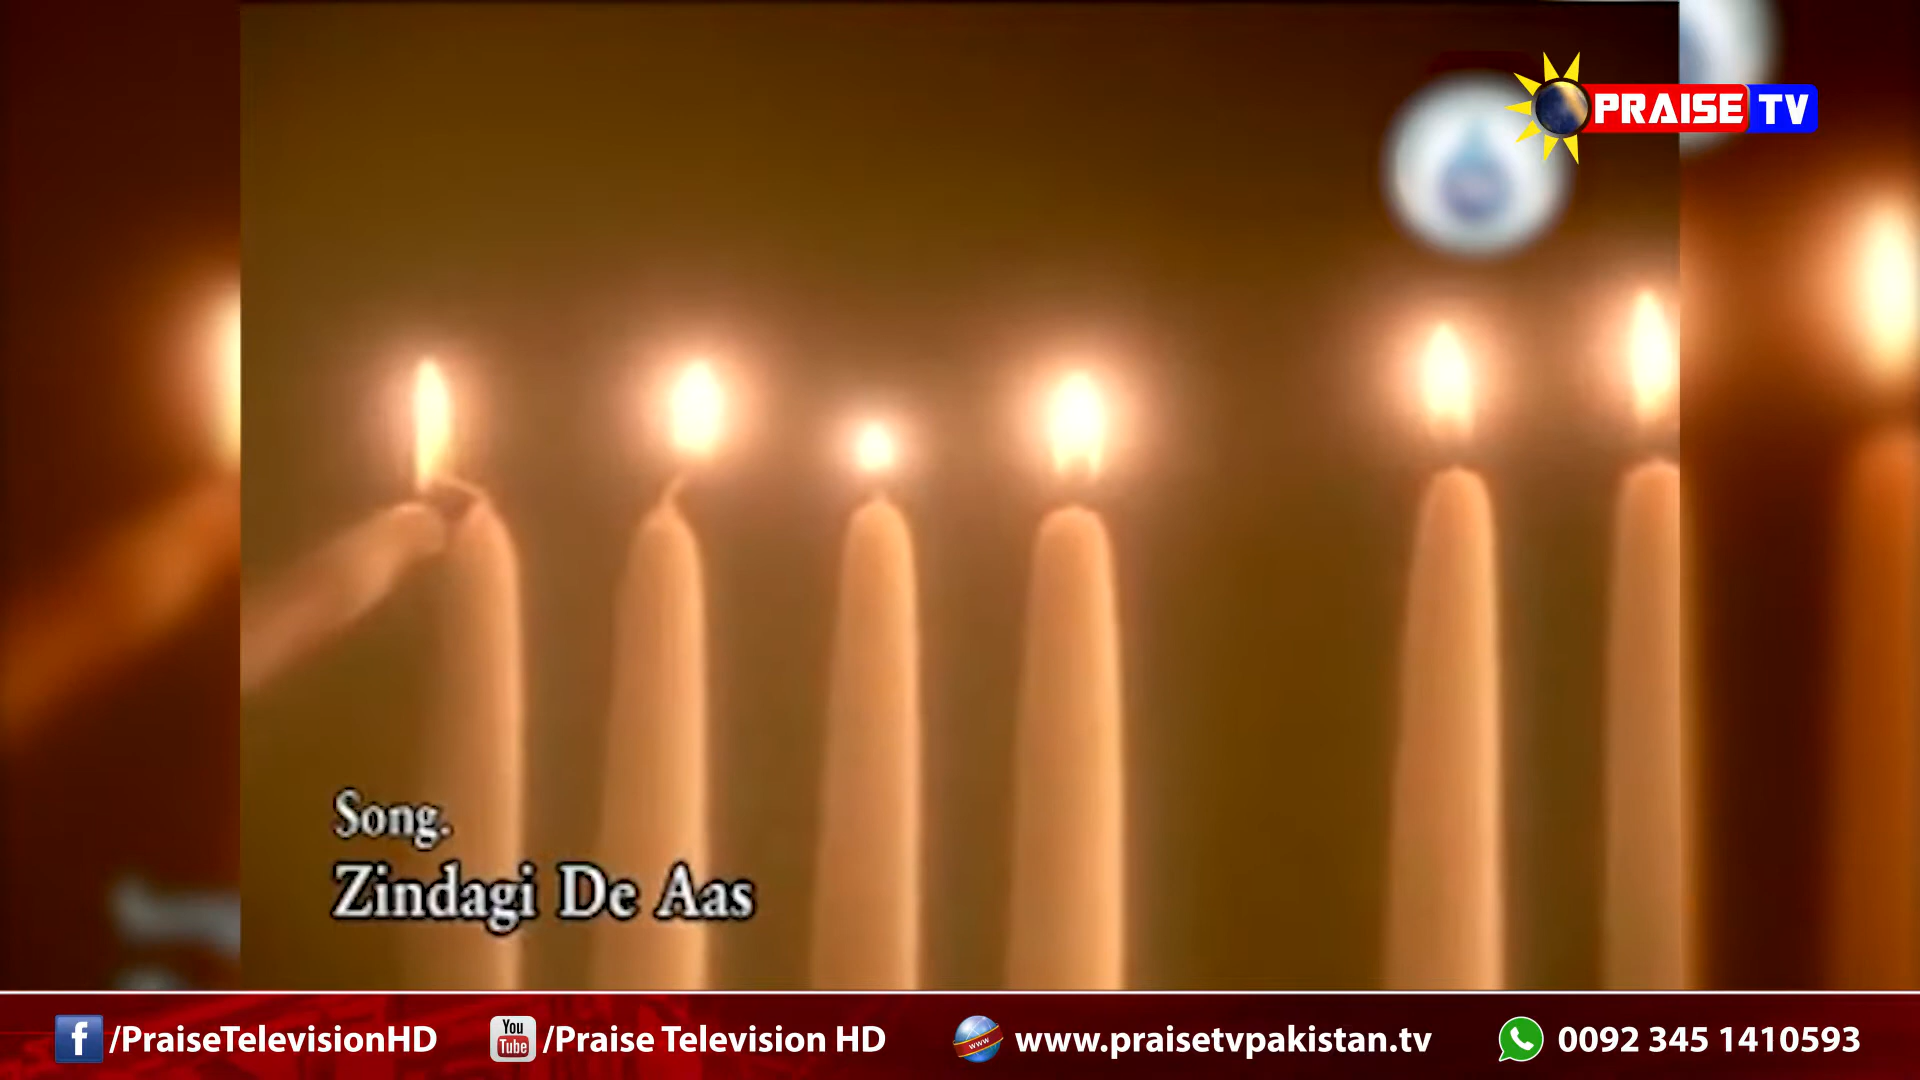 PRAISE TV
Song.
Zindagi De Aas
f /PraiseTelevisionHD
You Tube /Praise Television HD
www www.praisetvpakistan.tv
0092 345 1410593